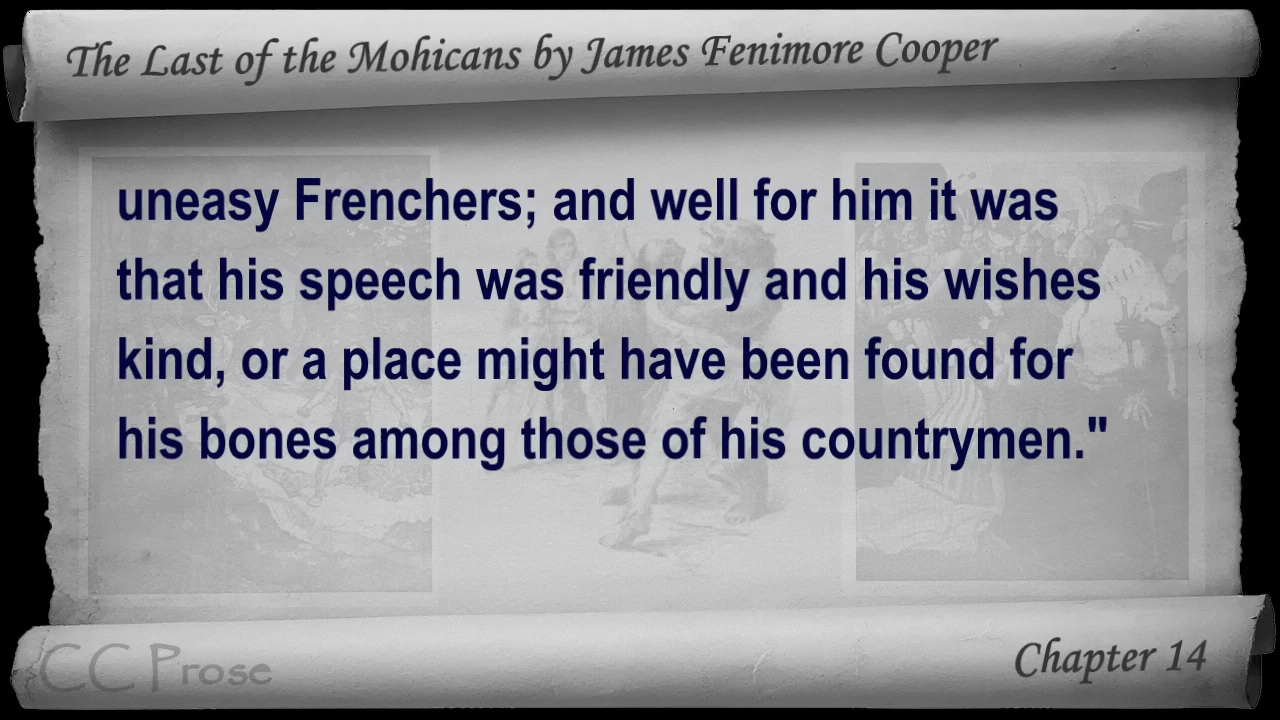 The Last of the Mohicans by James Fenimore Cooper
uneasy Frenchers; and well for him it was
that his speech was friendly and his wishes
kind, or a place might have been found for
his bones among those of his countrymen."
CC Prose
Chapter 14